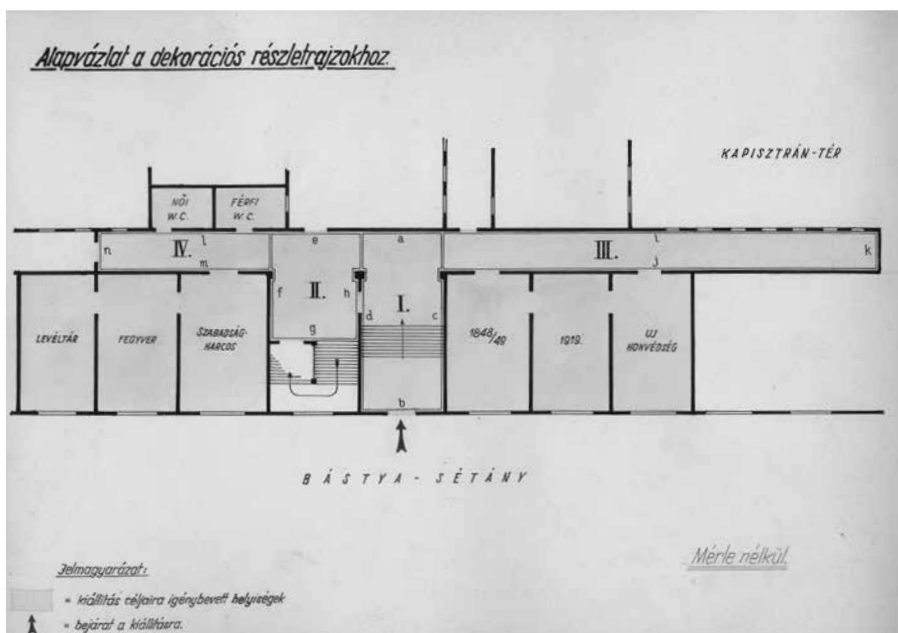 Alapvázlat a dekorációs részletrajzokhoz.
KAPISZTRÁN-TÉR
NŐI
W.C.
FÉRFI
W.C.
n
l
IV.
m
e
f
II.
h
g
a
I.
d
c
b
i
III.
j
k
LEVÉLTÁR
FEGYVER
SZABADSÁG-
HARCOS
1848/49
1919.
UJ
HONVÉDSÉG
BÁSTYA-SÉTÁNY
Mérle nélkül.
Jelmagyarázat:
= kiállítás céljaira igénybevett helyiségek
= bejárat a kiállításra.